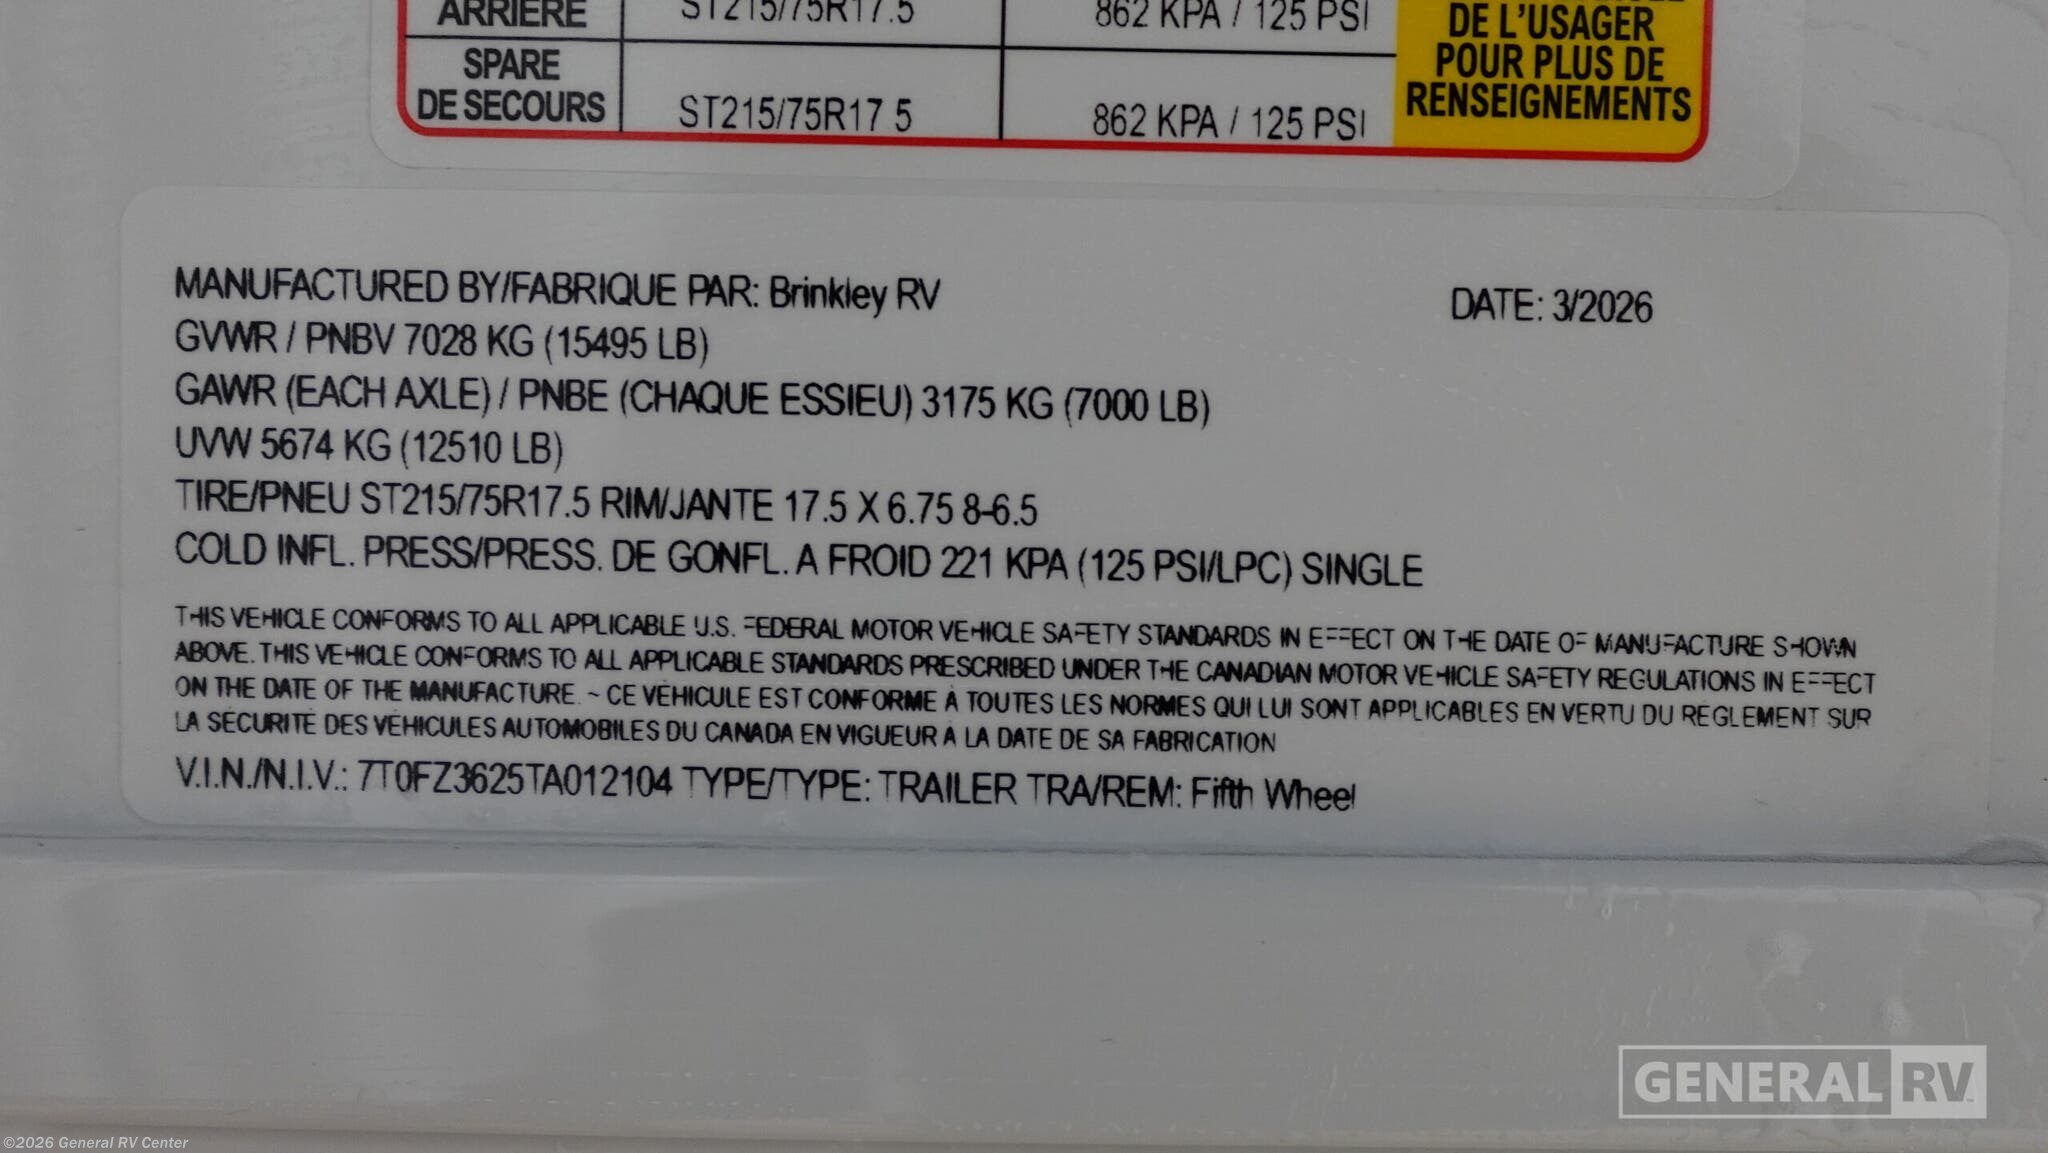 ARRIÈRE ST215/75R17.5 862 KPA / 125 PSI
DE L'USAGER
POUR PLUS DE
RENSEIGNEMENTS
SPARE
DE SECOURS ST215/75R17 5 862 KPA / 125 PSI
MANUFACTURED BY/FABRIQUE PAR: Brinkley RV DATE: 3/2026
GVWR / PNBV 7028 KG (15495 LB)
GAWR (EACH AXLE) / PNBE (CHAQUE ESSIEU) 3175 KG (7000 LB)
UVW 5674 KG (12510 LB)
TIRE/PNEU ST215/75R17.5 RIM/JANTE 17.5 X 6.75 8-6.5
COLD INFL. PRESS/PRESS. DE GONFL. A FROID 221 KPA (125 PSI/LPC) SINGLE
THIS VEHICLE CONFORMS TO ALL APPLICABLE U.S. FEDERAL MOTOR VEHICLE SAFETY STANDARDS IN EFFECT ON THE DATE OF MANUFACTURE SHOWN
ABOVE. THIS VEHICLE CONFORMS TO ALL APPLICABLE STANDARDS PRESCRIBED UNDER THE CANADIAN MOTOR VEHICLE SAFETY REGULATIONS IN EFFECT
ON THE DATE OF THE MANUFACTURE. ~ CE VÉHICULE EST CONFORME À TOUTES LES NORMES QUI LUI SONT APPLICABLES EN VERTU DU RÈGLEMENT SUR
LA SÉCURITÉ DES VÉHICULES AUTOMOBILES DU CANADA EN VIGUEUR À LA DATE DE SA FABRICATION
V.I.N./N.I.V.: 7T0FZ3625TA012104 TYPE/TYPE: TRAILER TRA/REM: Fifth Wheel
GENERAL RV
©2026 General RV Center